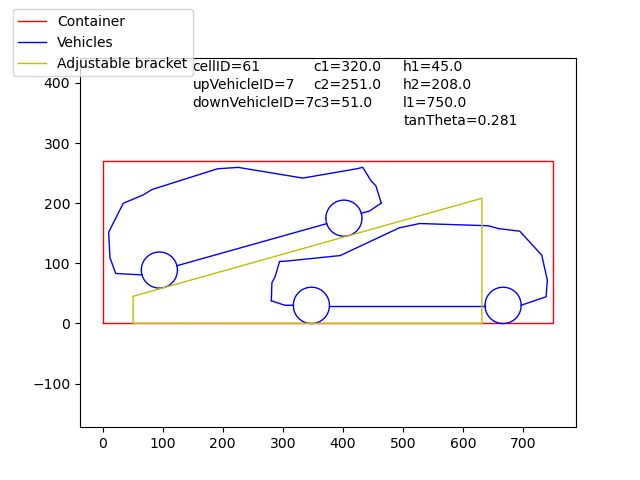 Container
Vehicles
Adjustable bracket
cellID=61 c1=320.0 h1=45.0
upVehicleID=7 c2=251.0 h2=208.0
downVehicleID=7 c3=51.0 l1=750.0
tanTheta=0.281
400
300
200
100
0
−100
0 100 200 300 400 500 600 700